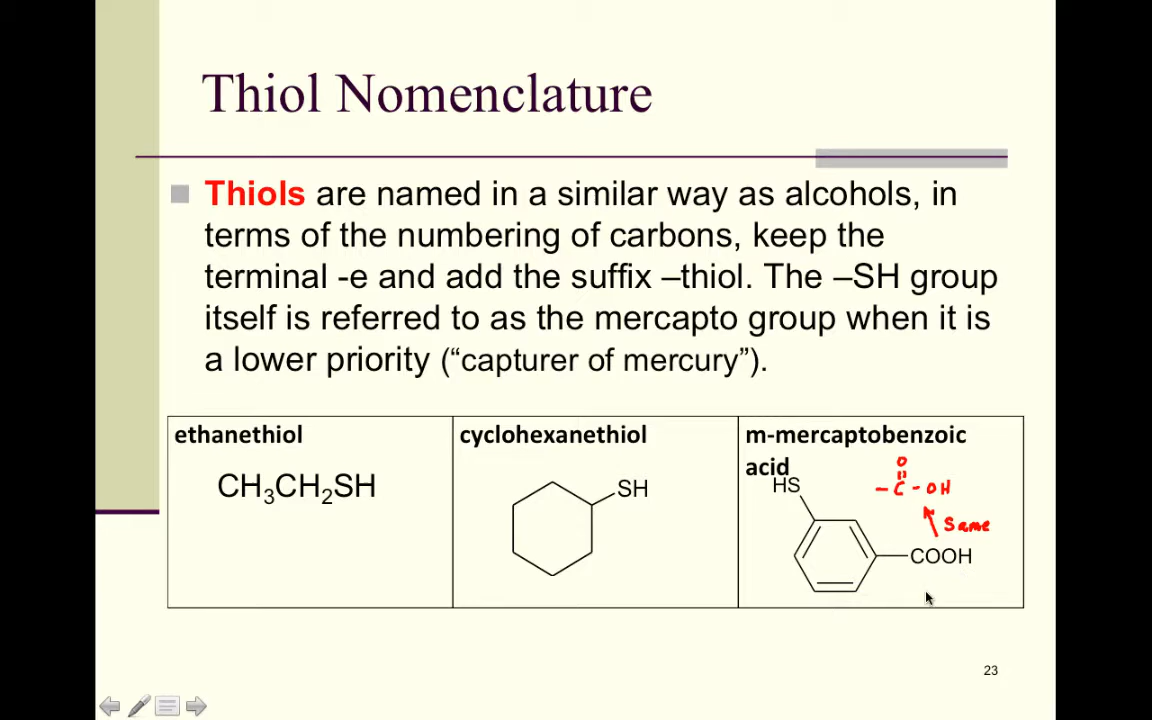 Thiol Nomenclature
Thiols are named in a similar way as alcohols, in
terms of the numbering of carbons, keep the
terminal -e and add the suffix –thiol. The –SH group
itself is referred to as the mercapto group when it is
a lower priority (“capturer of mercury”).
ethanethiol
CH₃CH₂SH
cyclohexanethiol
SH
m-mercaptobenzoic
acid
HS
O
- C - OH
Same
COOH
23